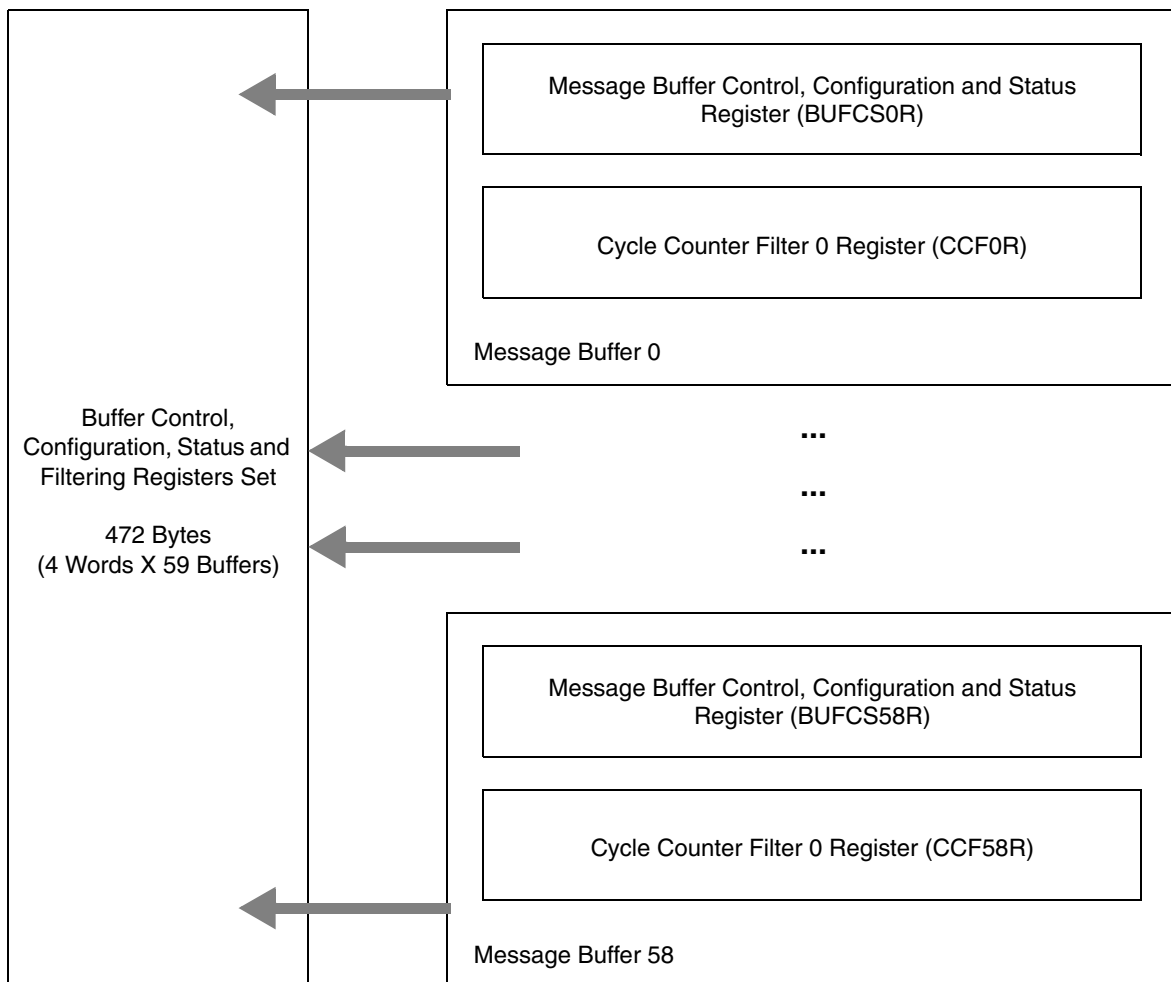 Message Buffer Control, Configuration and Status
Register (BUFCS0R)
Cycle Counter Filter 0 Register (CCF0R)
Message Buffer 0
Buffer Control,
Configuration, Status and
Filtering Registers Set
472 Bytes
(4 Words X 59 Buffers)
...
...
...
Message Buffer Control, Configuration and Status
Register (BUFCS58R)
Cycle Counter Filter 0 Register (CCF58R)
Message Buffer 58